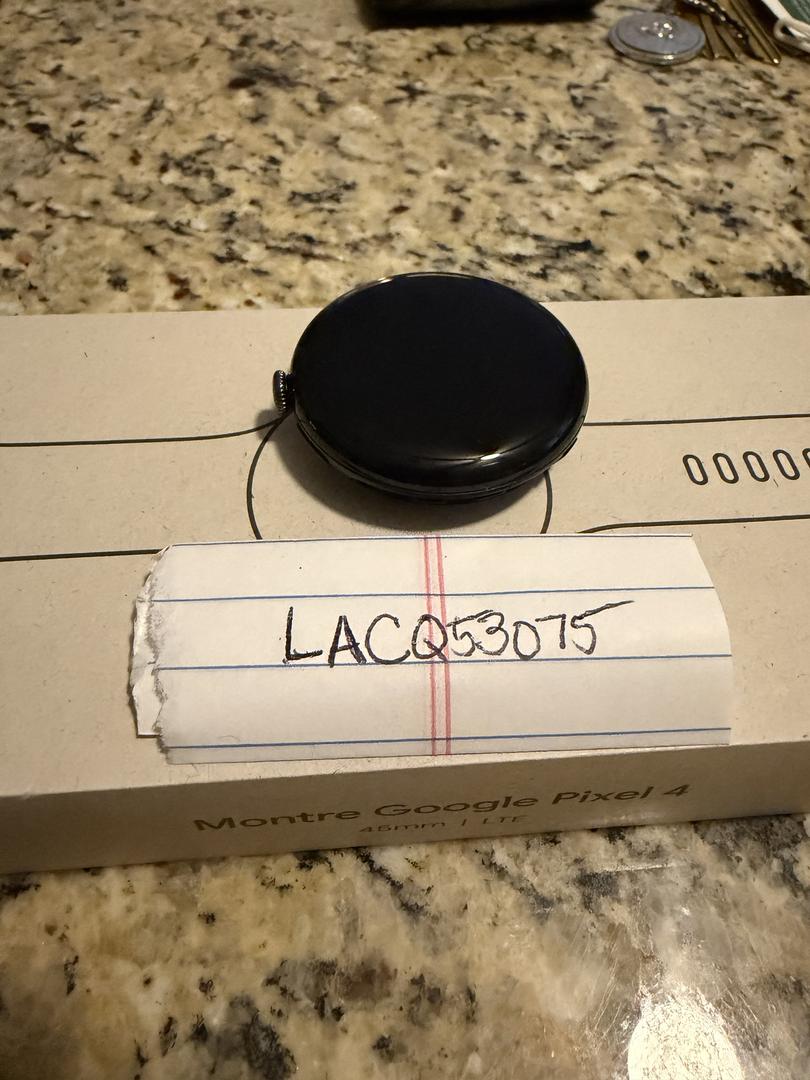 LACQ53075
Montre Google Pixel 4
45mm | LTE